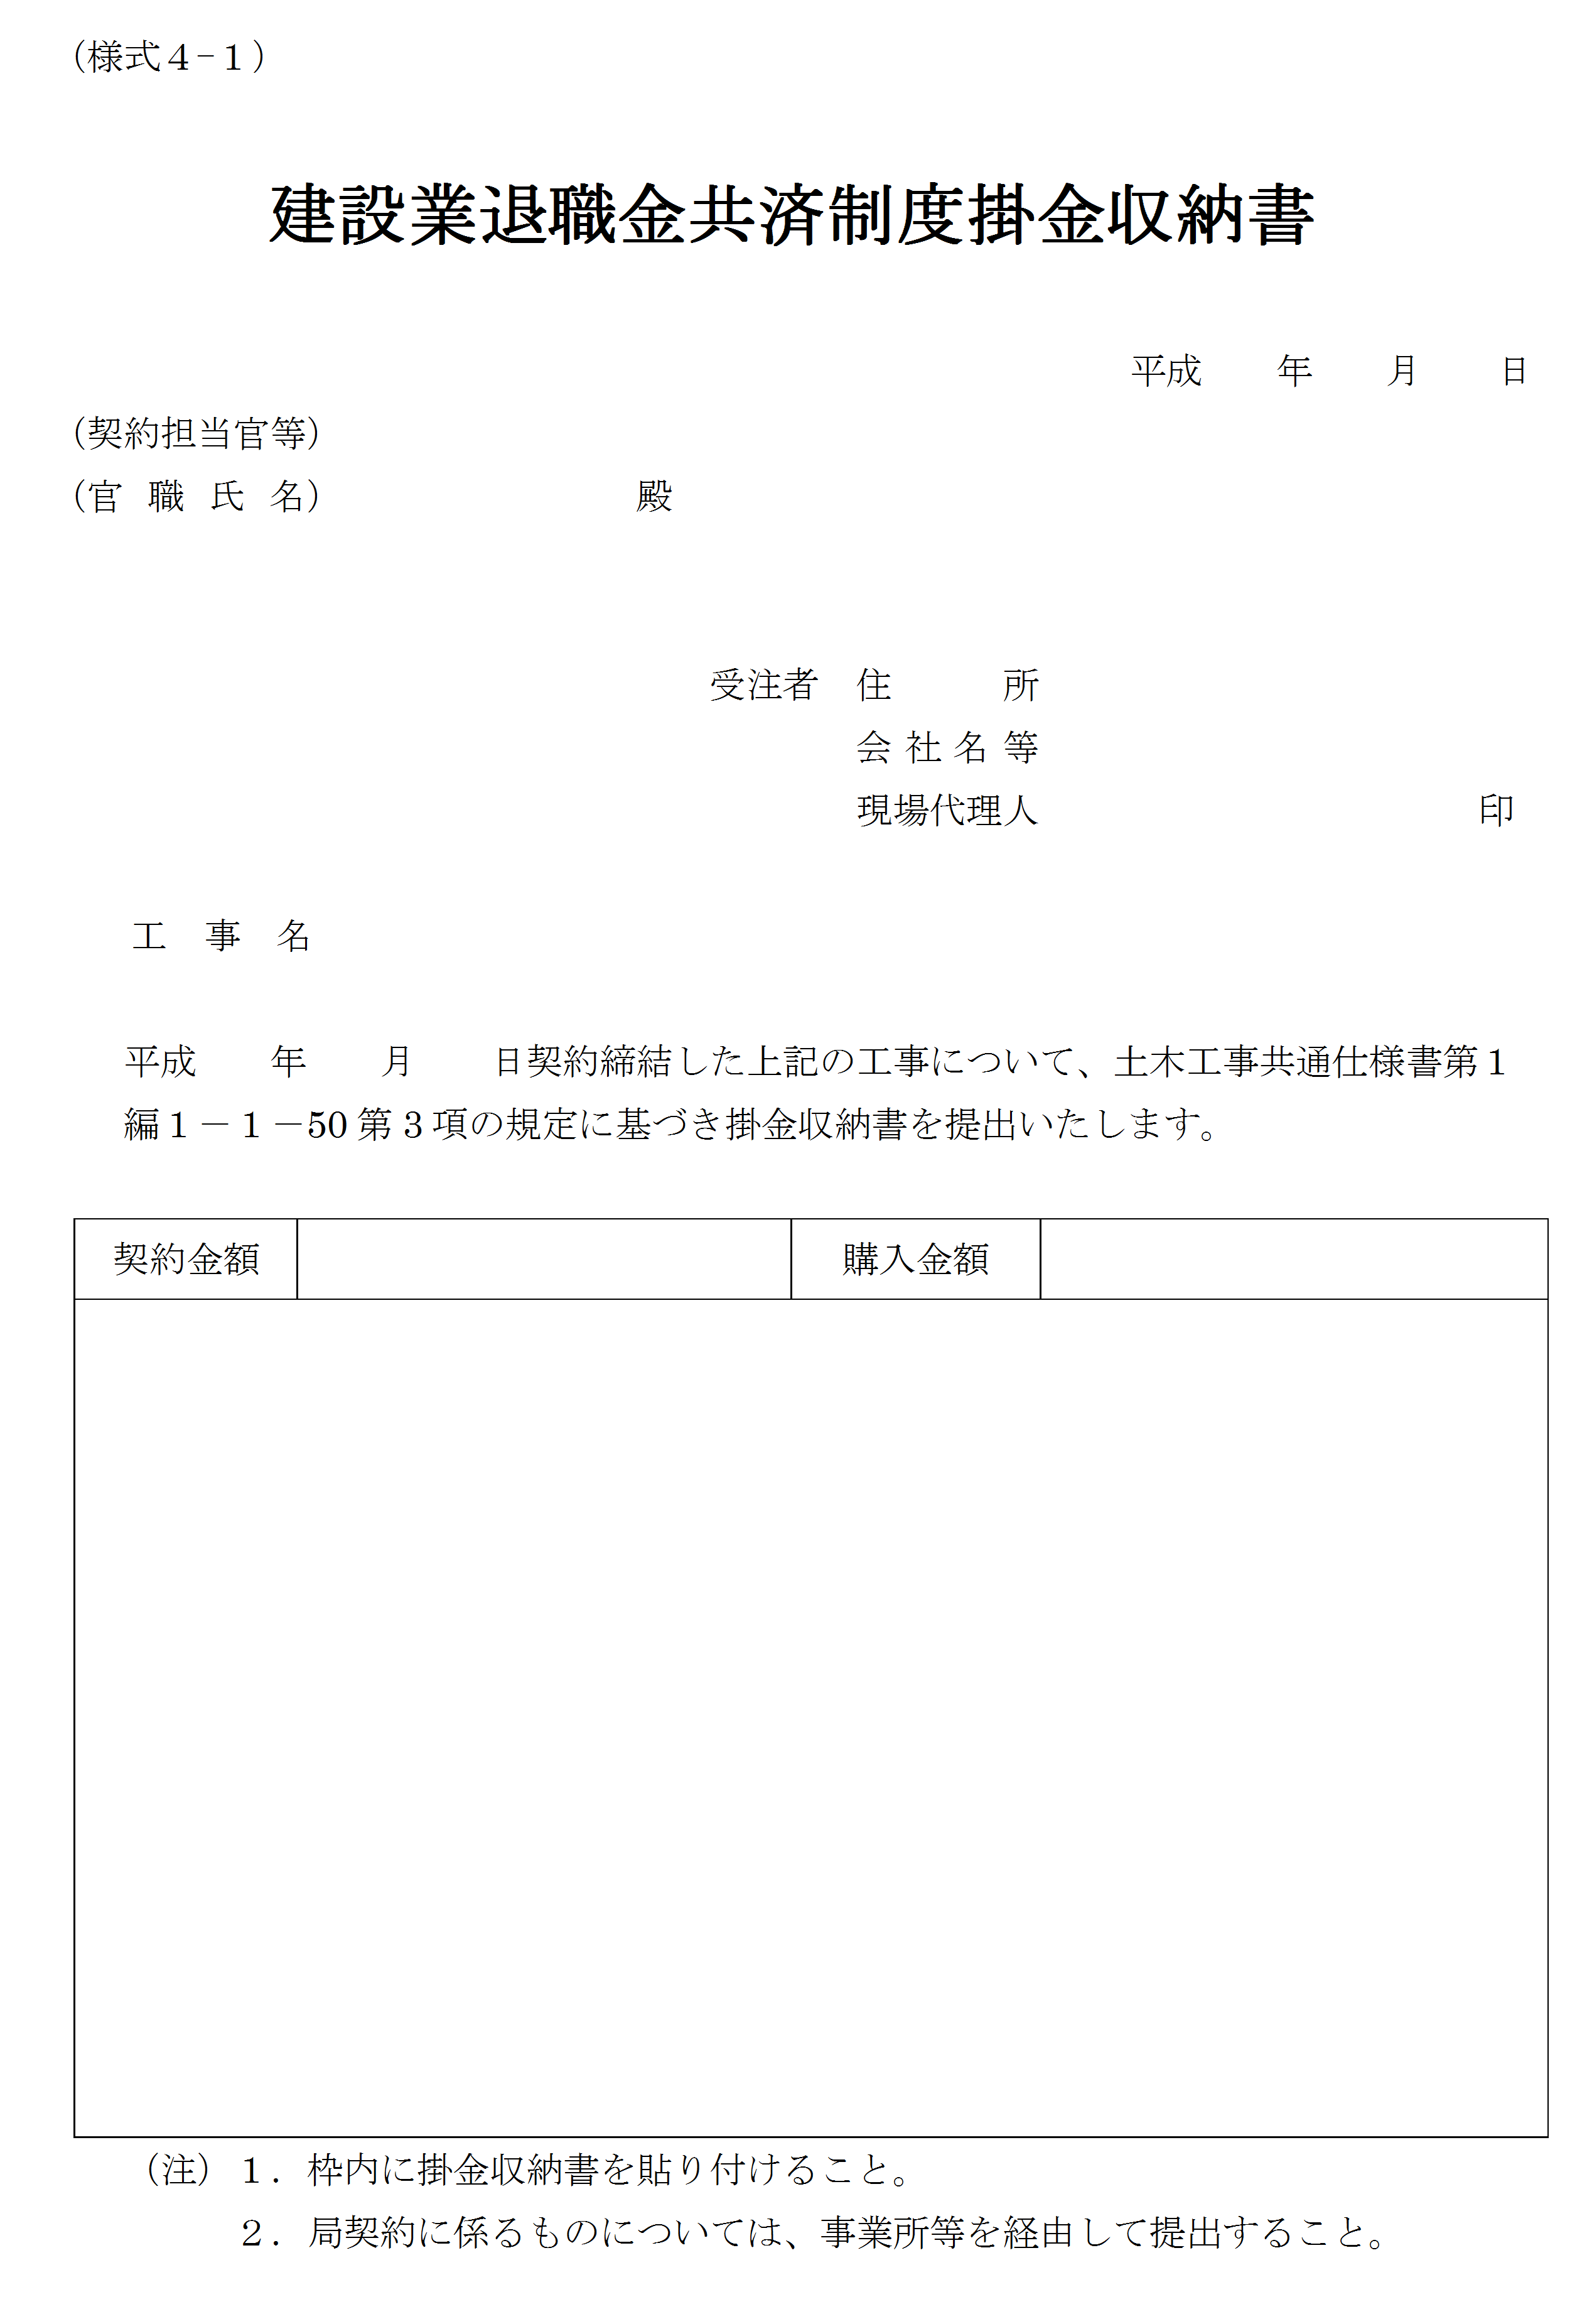 （様式４−１）
建設業退職金共済制度掛金収納書
平成　　年　　月　　日
（契約担当官等）
（官 職 氏 名）　　　　　　　　殿
受注者　住　　　所
会 社 名 等
現場代理人　　　　　　　　　　　　印
工　事　名
平成　　年　　月　　日契約締結した上記の工事について、土木工事共通仕様書第１
編１－１－50 第３項の規定に基づき掛金収納書を提出いたします。
契約金額　　　　　　　　購入金額
（注）１．枠内に掛金収納書を貼り付けること。
２．局契約に係るものについては、事業所等を経由して提出すること。